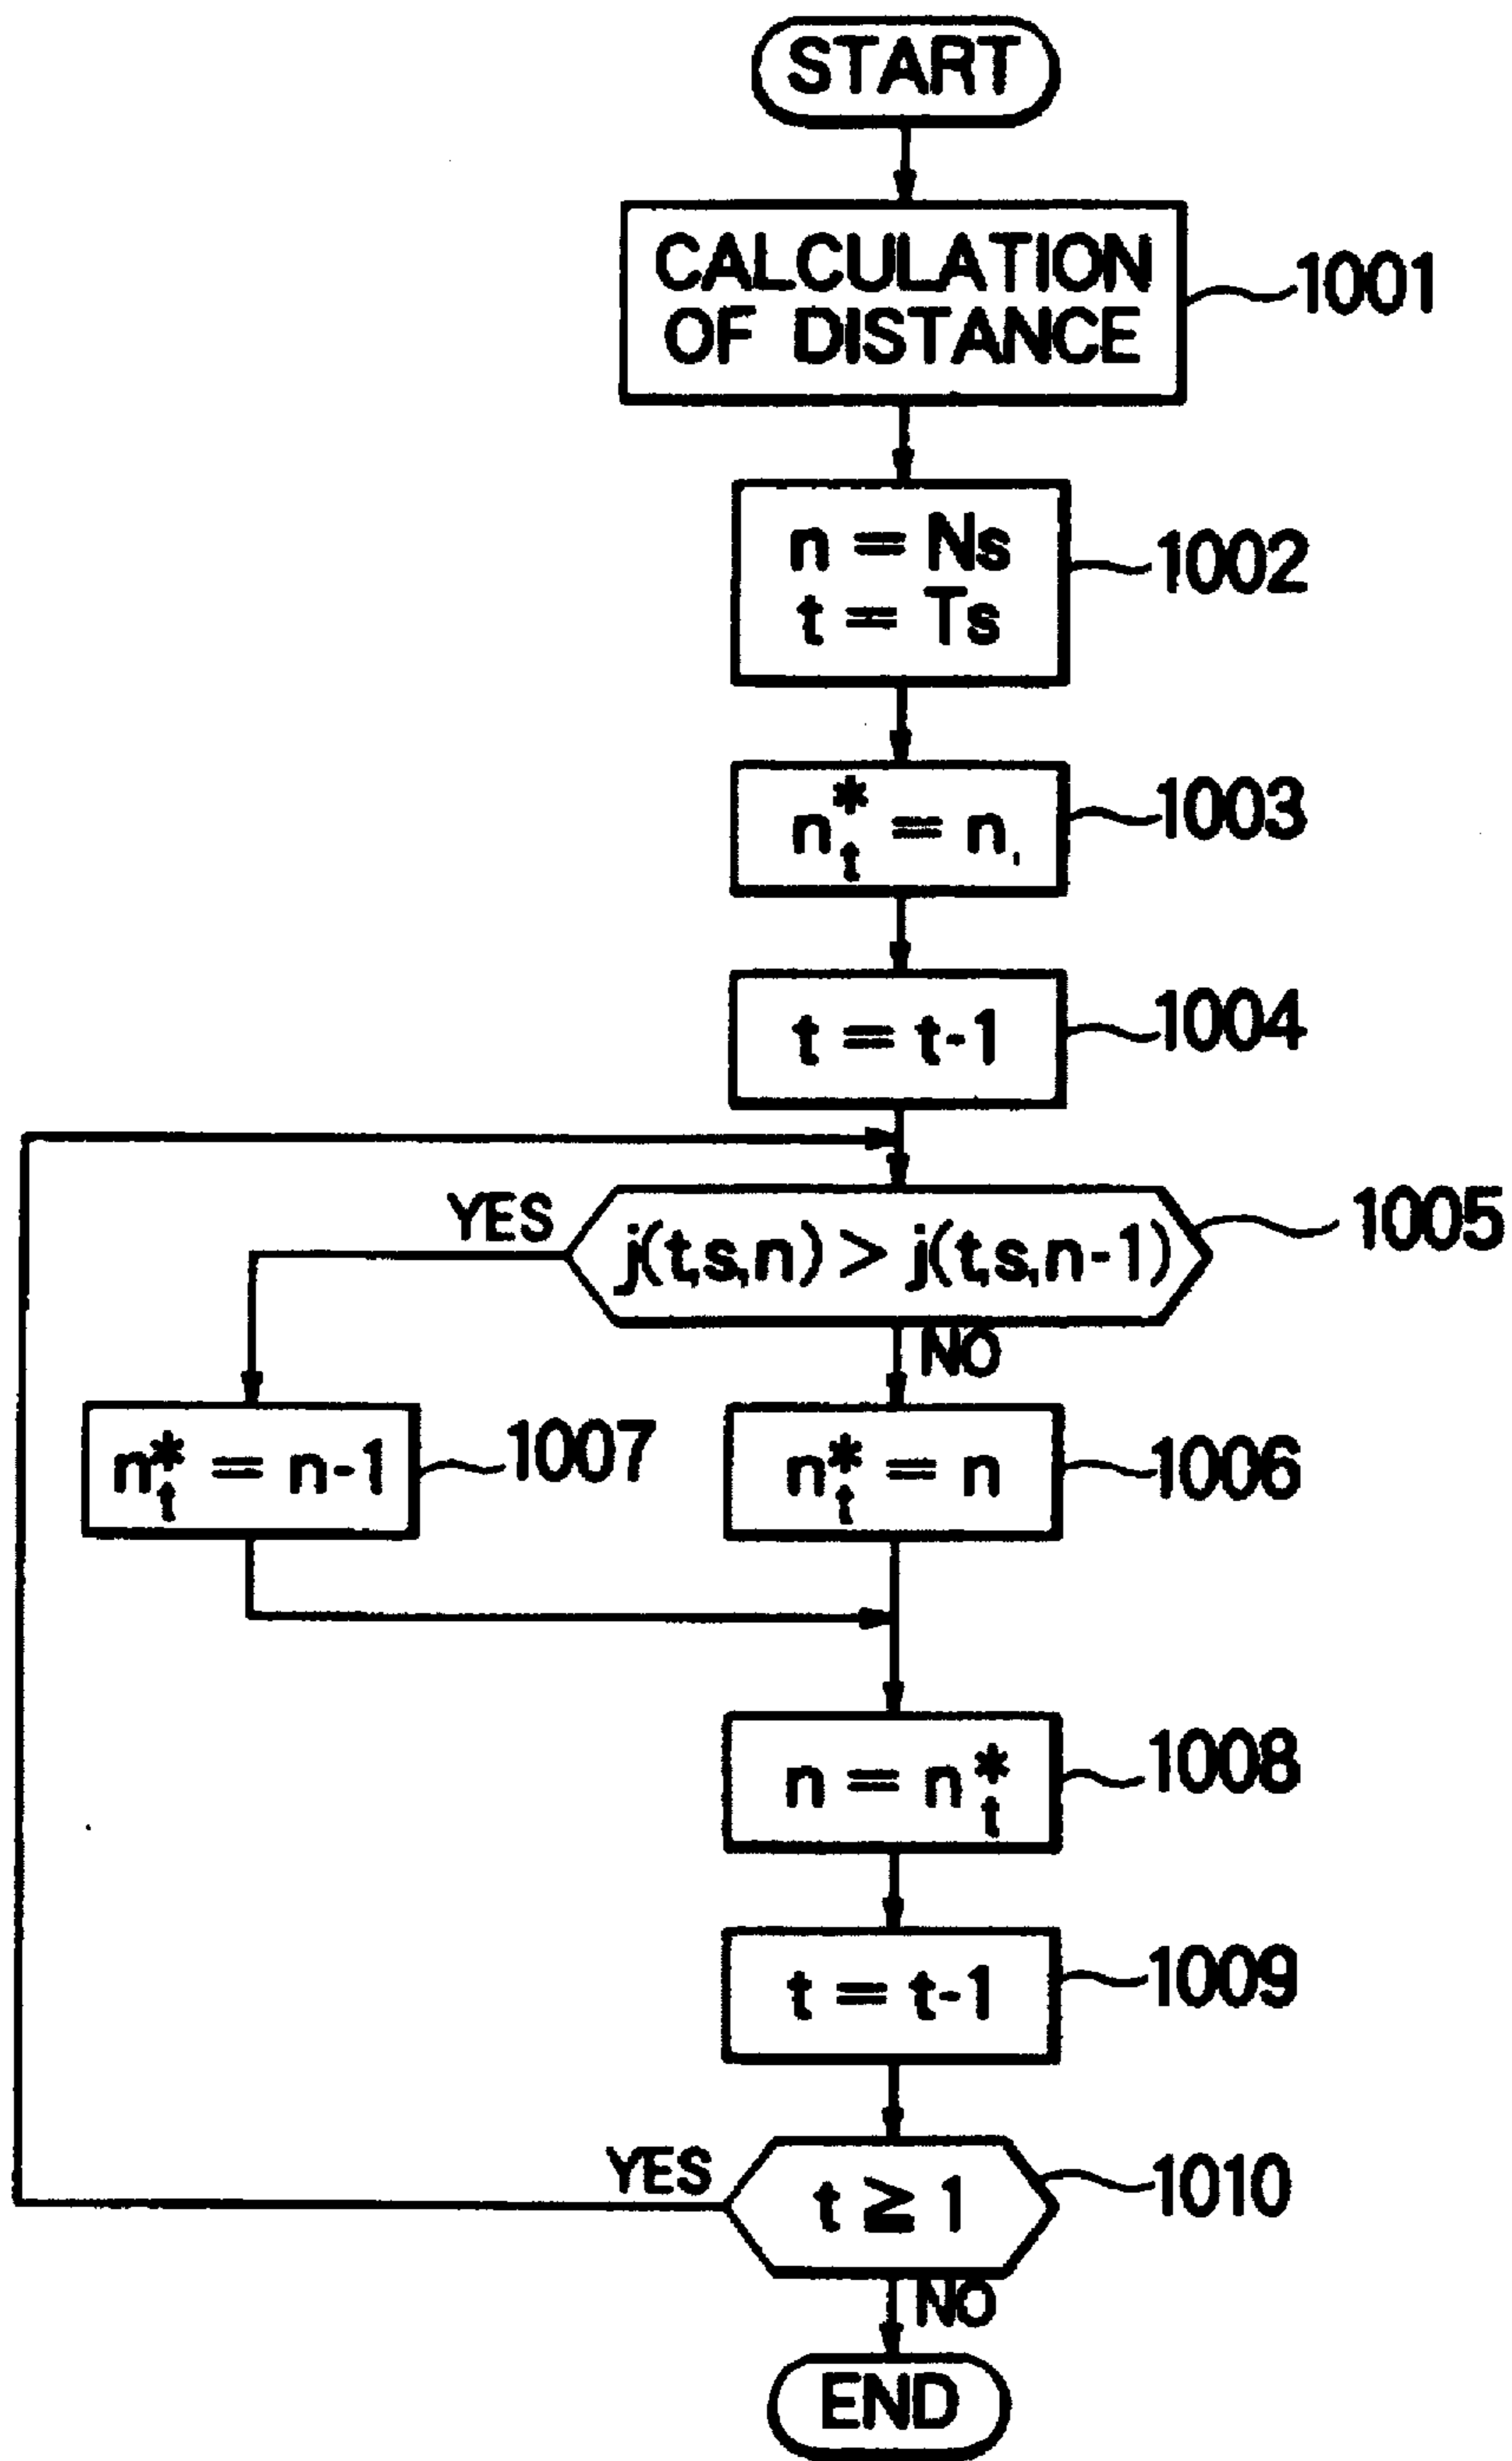 START
CALCULATION
OF DISTANCE
1001
n = Ns
t = Ts
1002
n*t = n
1003
t = t-1
1004
YES
j(t,s,n) > j(t,s,n-1)
1005
NO
n*t = n-1
1007
n*t = n
1006
n = n*t
1008
t = t-1
1009
YES
t ≥ 1
1010
NO
END